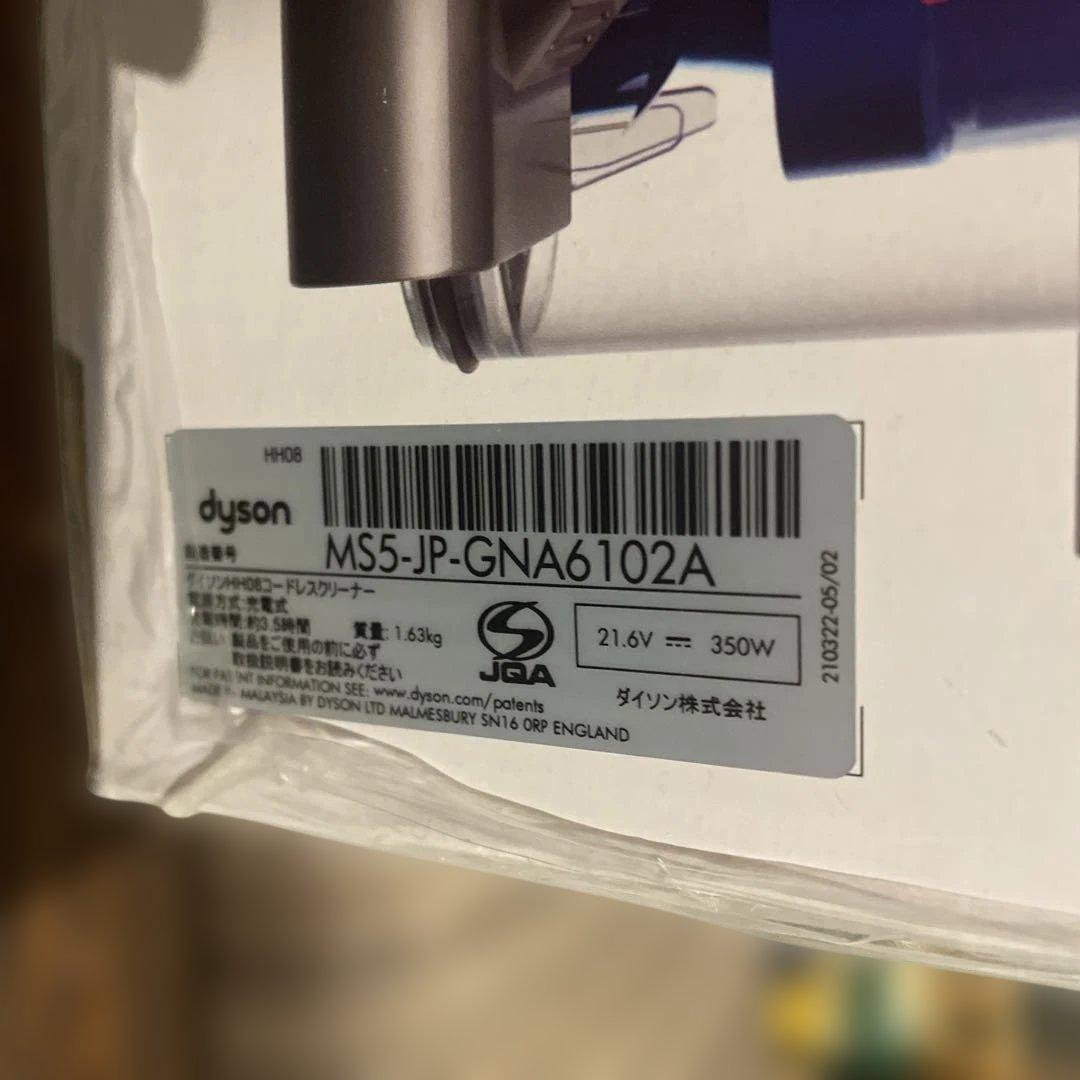 HH08
dyson
MS5-JP-GNA6102A
製造番号
ダイソンHH08コードレスクリーナー
電源方式:充電式
充電時間:約3.5時間
質量: 1.63kg
製品をご使用の前に必ず
取扱説明書をお読みください
FOR PATENT INFORMATION SEE: www.dyson.com/patents
MADE IN MALAYSIA BY DYSON LTD MALMESBURY SN16 0RP ENGLAND
JQA
21.6V ⎓ 350W
ダイソン株式会社
210322-05/02